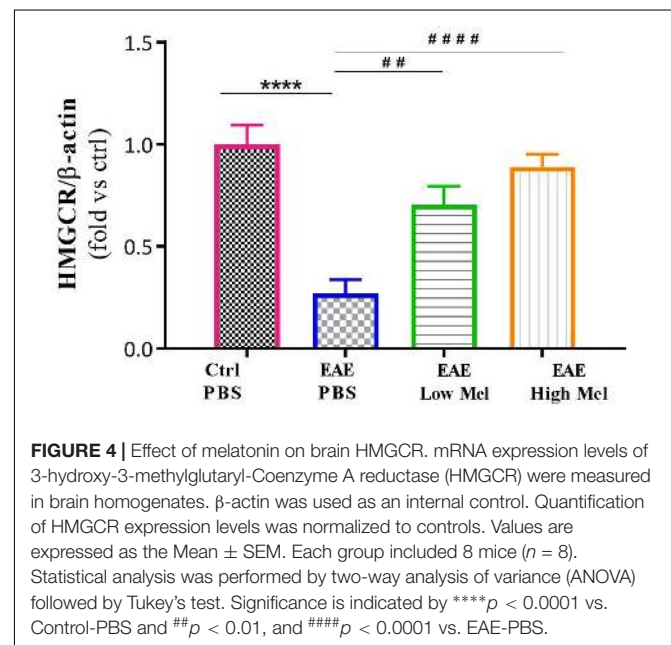 ####
##
****
1.5
1.0
0.5
0.0
HMGCR/β-actin
(fold vs ctrl)
Ctrl EAE EAE EAE
PBS PBS Low Mel High Mel
FIGURE 4 | Effect of melatonin on brain HMGCR. mRNA expression levels of
3-hydroxy-3-methylglutaryl-Coenzyme A reductase (HMGCR) were measured
in brain homogenates. β-actin was used as an internal control. Quantification
of HMGCR expression levels was normalized to controls. Values are
expressed as the Mean ± SEM. Each group included 8 mice (n = 8).
Statistical analysis was performed by two-way analysis of variance (ANOVA)
followed by Tukey's test. Significance is indicated by ****p < 0.0001 vs.
Control-PBS and ##p < 0.01, and ####p < 0.0001 vs. EAE-PBS.